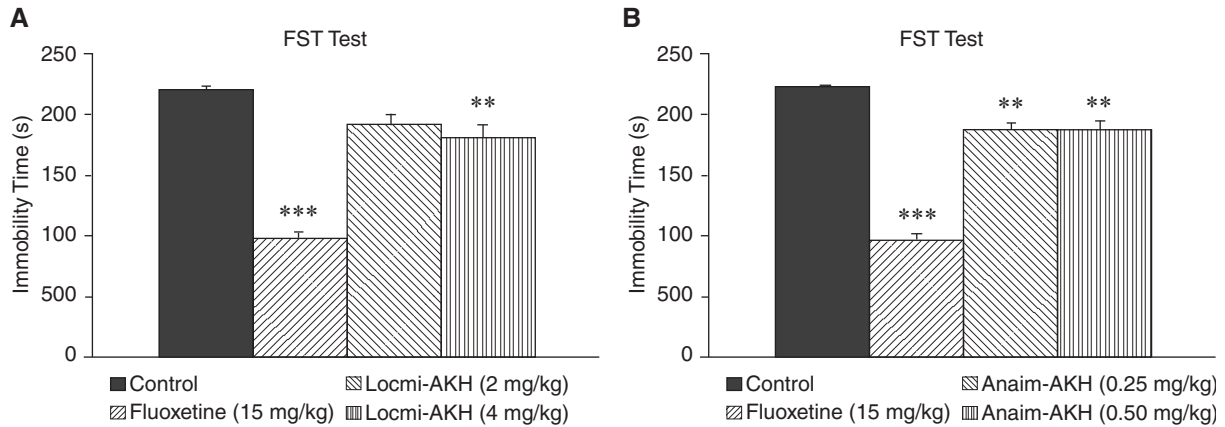 A
FST Test
Immobility Time (s)
250
200
150
100
500
0
***
**
Control
Fluoxetine (15 mg/kg)
Locmi-AKH (2 mg/kg)
Locmi-AKH (4 mg/kg)
B
FST Test
Immobility Time (s)
250
200
150
100
500
0
***
**
**
Control
Fluoxetine (15 mg/kg)
Anaim-AKH (0.25 mg/kg)
Anaim-AKH (0.50 mg/kg)